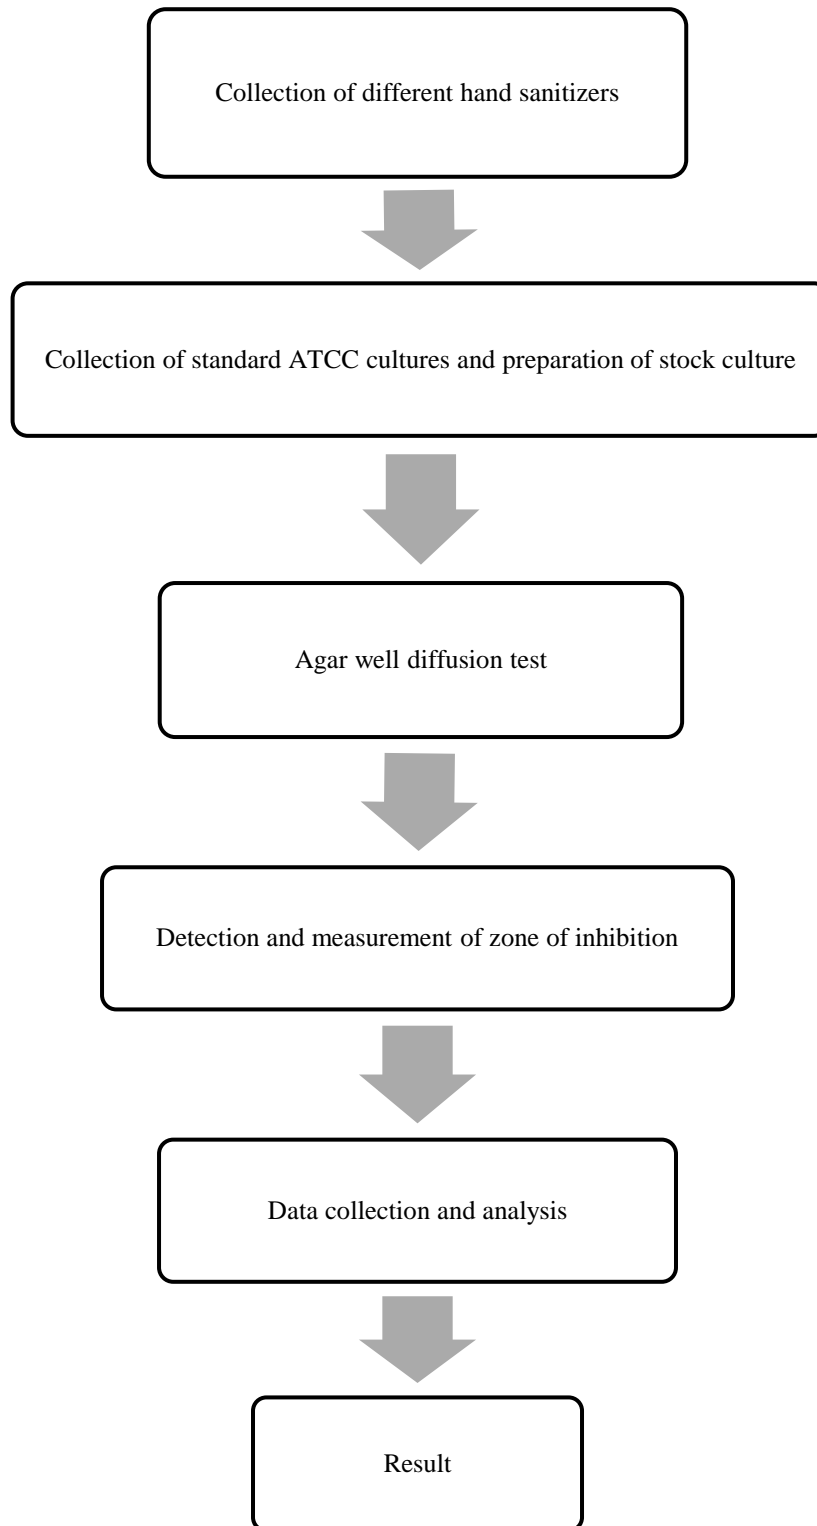 Collection of different hand sanitizers
Collection of standard ATCC cultures and preparation of stock culture
Agar well diffusion test
Detection and measurement of zone of inhibition
Data collection and analysis
Result